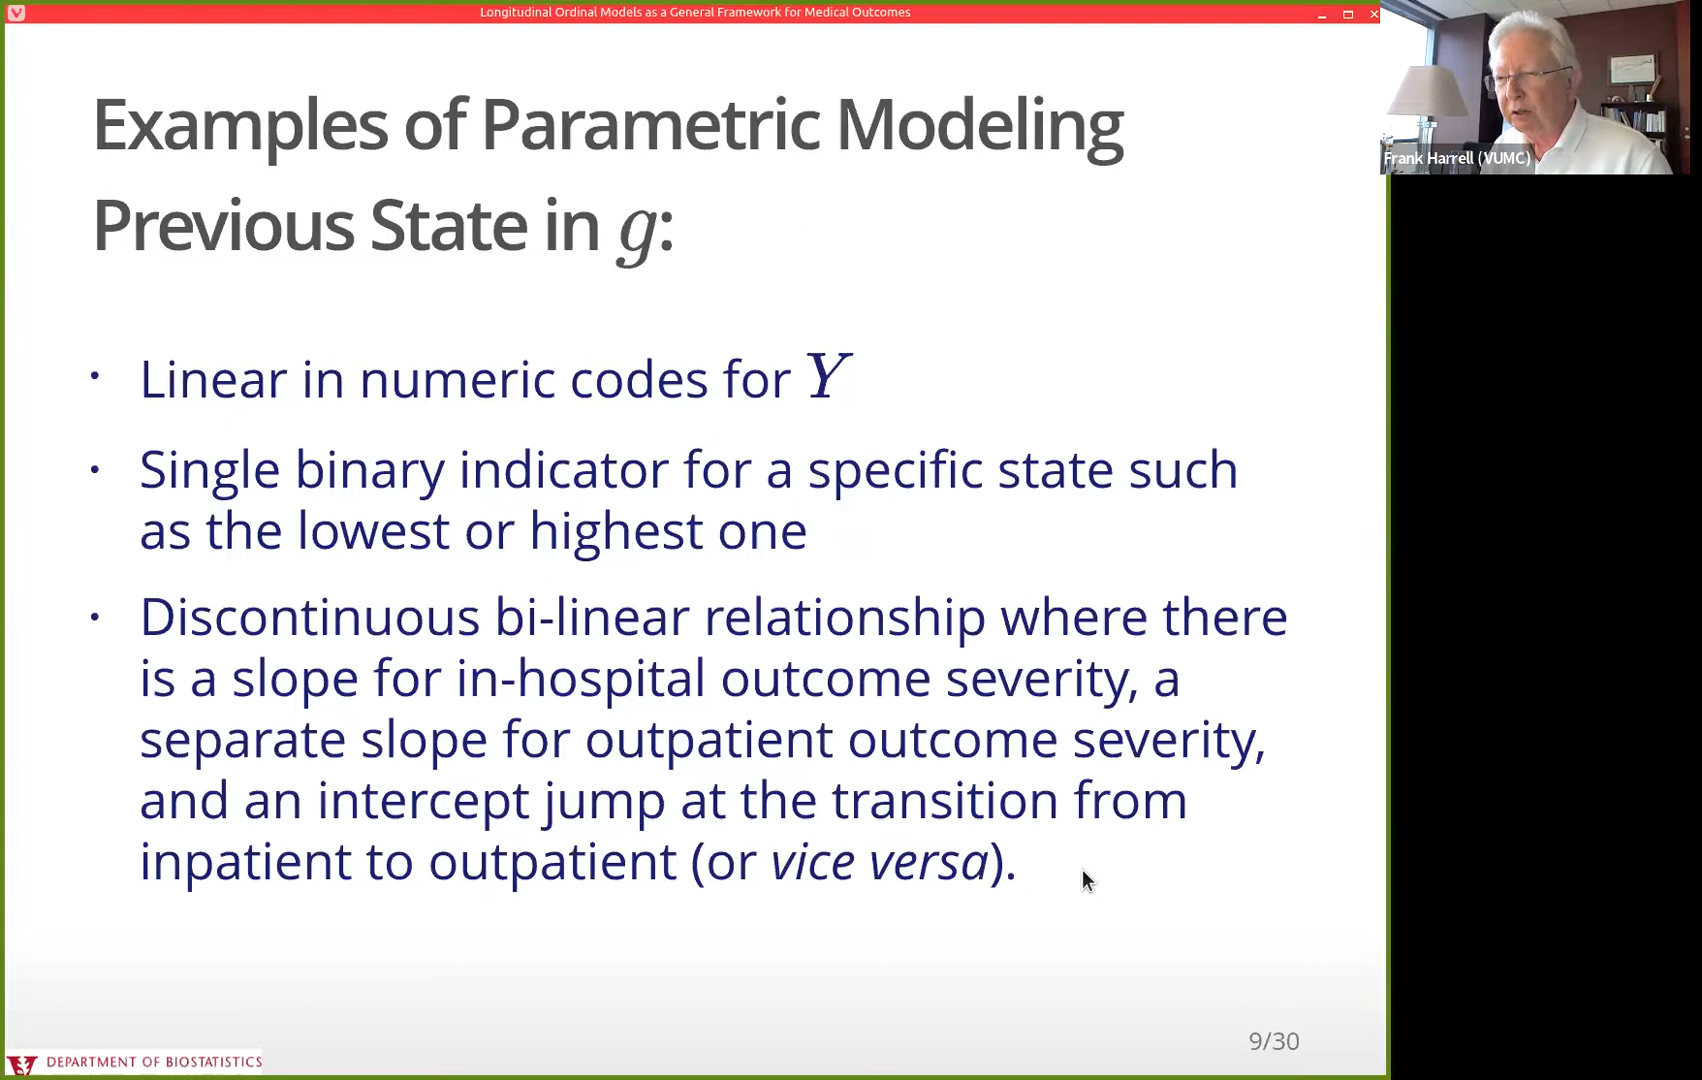 Longitudinal Ordinal Models as a General Framework for Medical Outcomes
Examples of Parametric Modeling
Previous State in g:
• Linear in numeric codes for Y
• Single binary indicator for a specific state such
as the lowest or highest one
• Discontinuous bi-linear relationship where there
is a slope for in-hospital outcome severity, a
separate slope for outpatient outcome severity,
and an intercept jump at the transition from
inpatient to outpatient (or vice versa).
9/30
DEPARTMENT OF BIOSTATISTICS
Frank Harrell (VUMC)